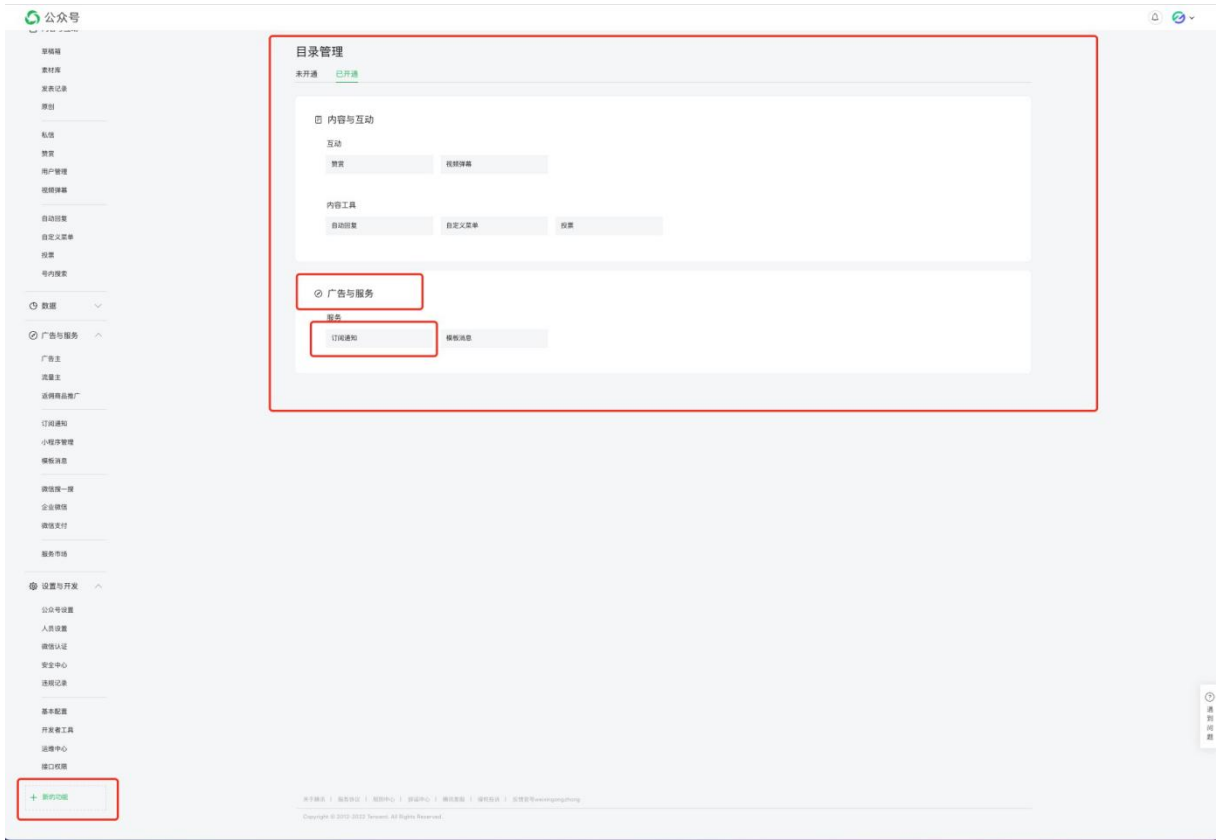 公众号
草稿箱
素材库
发表记录
原创
私信
赞赏
用户管理
视频弹幕
自动回复
自定义菜单
投票
号内搜索
数据
广告与服务
广告主
流量主
返佣商品推广
订阅通知
小程序管理
模板消息
微信搜一搜
企业微信
微信支付
服务市场
设置与开发
公众号设置
人员设置
微信认证
安全中心
违规记录
基本配置
开发者工具
运维中心
接口权限
+ 新的功能
目录管理
未开通 已开通
内容与互动
互动
赞赏 视频弹幕
内容工具
自动回复 自定义菜单 投票
广告与服务
服务
订阅通知 模板消息
遇到问题
Copyright © 2012-2022 Tencent. All Rights Reserved.